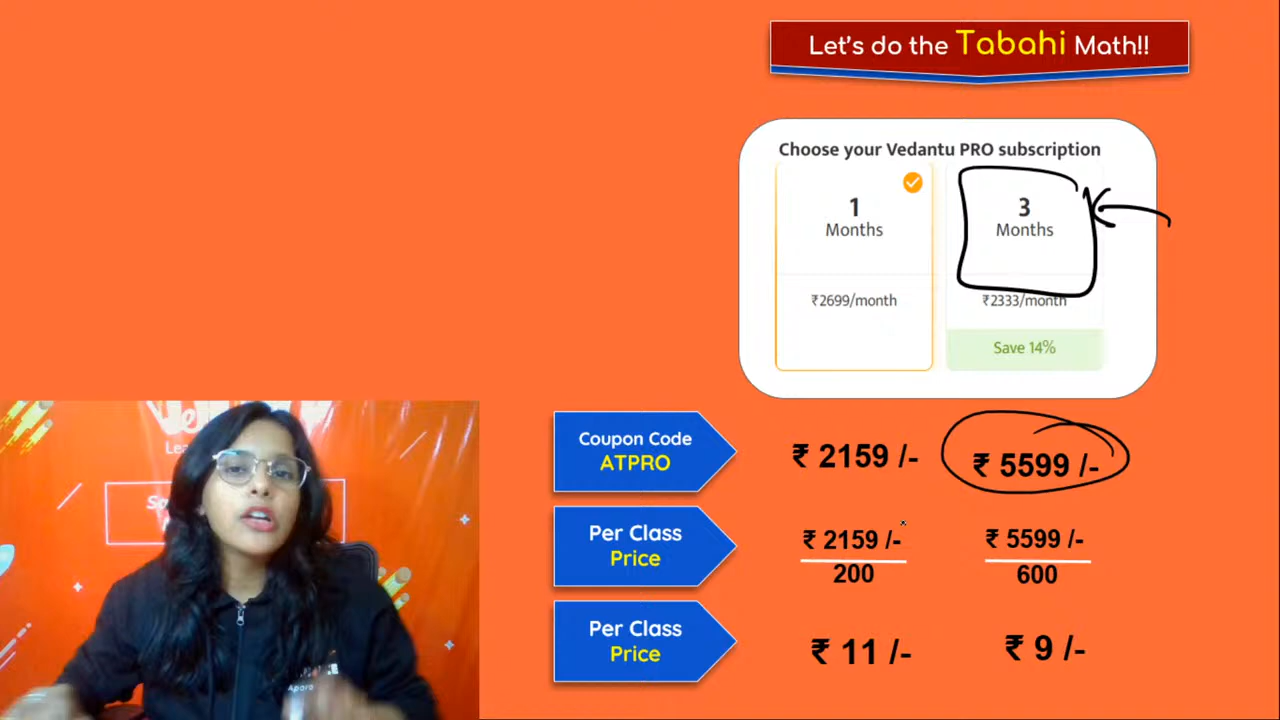 Let's do the Tabahi Math!!
Choose your Vedantu PRO subscription
1
Months
₹2699/month
3
Months
₹2333/month
Save 14%
Coupon Code
ATPRO
₹ 2159 /-
₹ 5599 /-
Per Class
Price
₹ 2159 /-
200
₹ 5599 /-
600
Per Class
Price
₹ 11 /-
₹ 9 /-